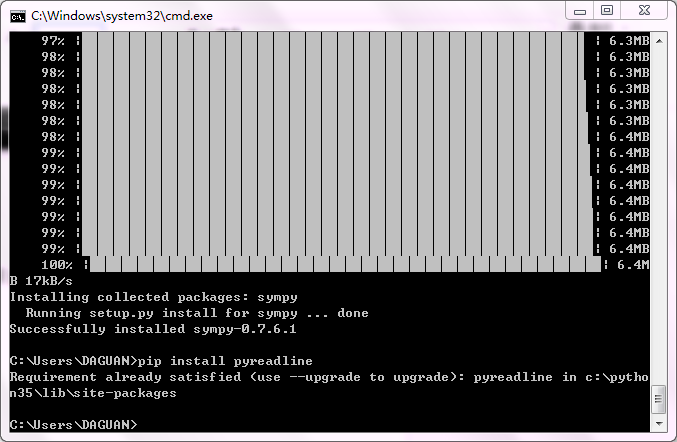 C:\Windows\system32\cmd.exe
97% 6.3MB
98% 6.3MB
98% 6.3MB
98% 6.3MB
98% 6.3MB
98% 6.3MB
98% 6.4MB
99% 6.4MB
99% 6.4MB
99% 6.4MB
99% 6.4MB
99% 6.4MB
99% 6.4MB
99% 6.4MB
100% 6.4M
B 17kB/s
Installing collected packages: sympy
Running setup.py install for sympy ... done
Successfully installed sympy-0.7.6.1
C:\Users\DAGUAN>pip install pyreadline
Requirement already satisfied (use --upgrade to upgrade): pyreadline in c:\pytho
n35\lib\site-packages
C:\Users\DAGUAN>